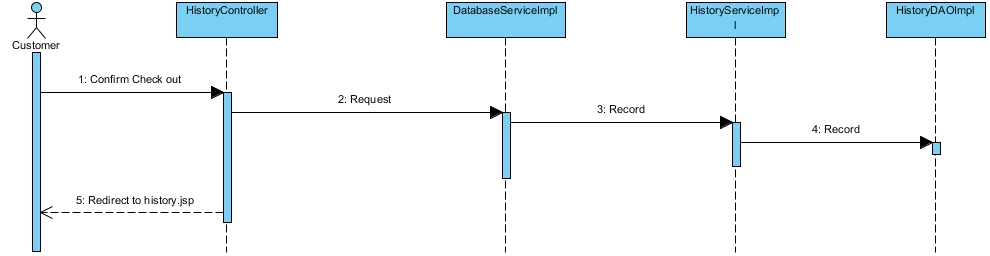 HistoryController
DatabaseServiceImpl
HistoryServiceImp
l
HistoryDAOImpl
Customer
1: Confirm Check out
2: Request
3: Record
4: Record
5: Redirect to history.jsp